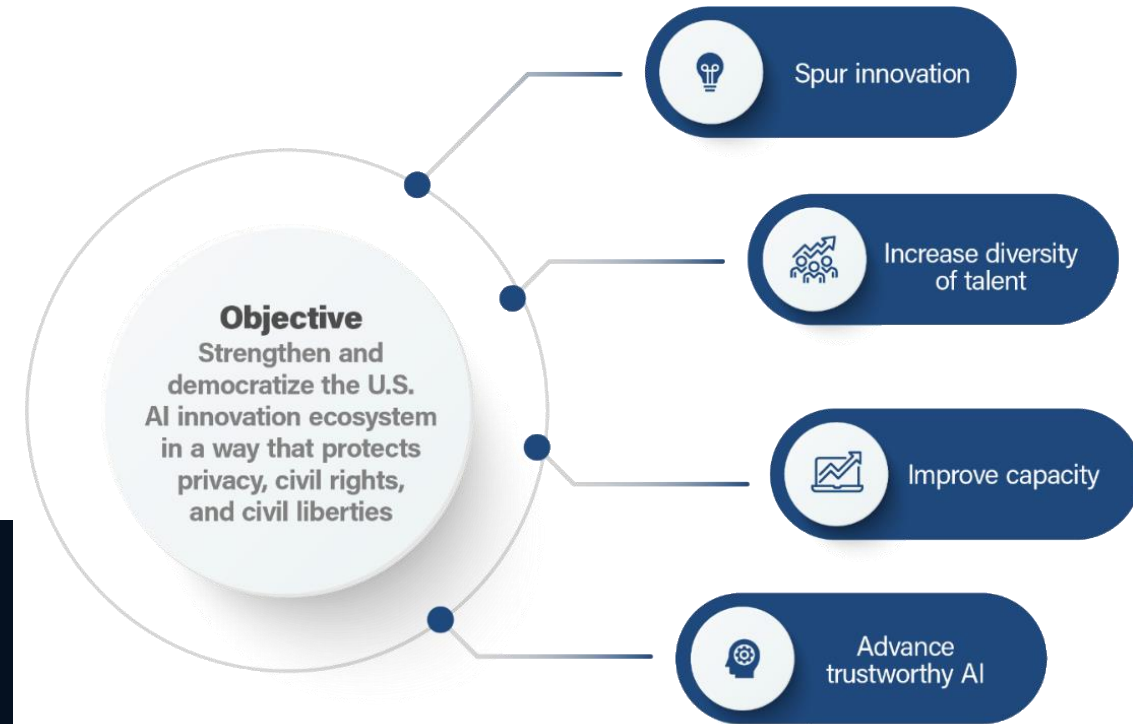 Objective
Strengthen and
democratize the U.S.
AI innovation ecosystem
in a way that protects
privacy, civil rights,
and civil liberties
Spur innovation
Increase diversity
of talent
Improve capacity
Advance
trustworthy AI